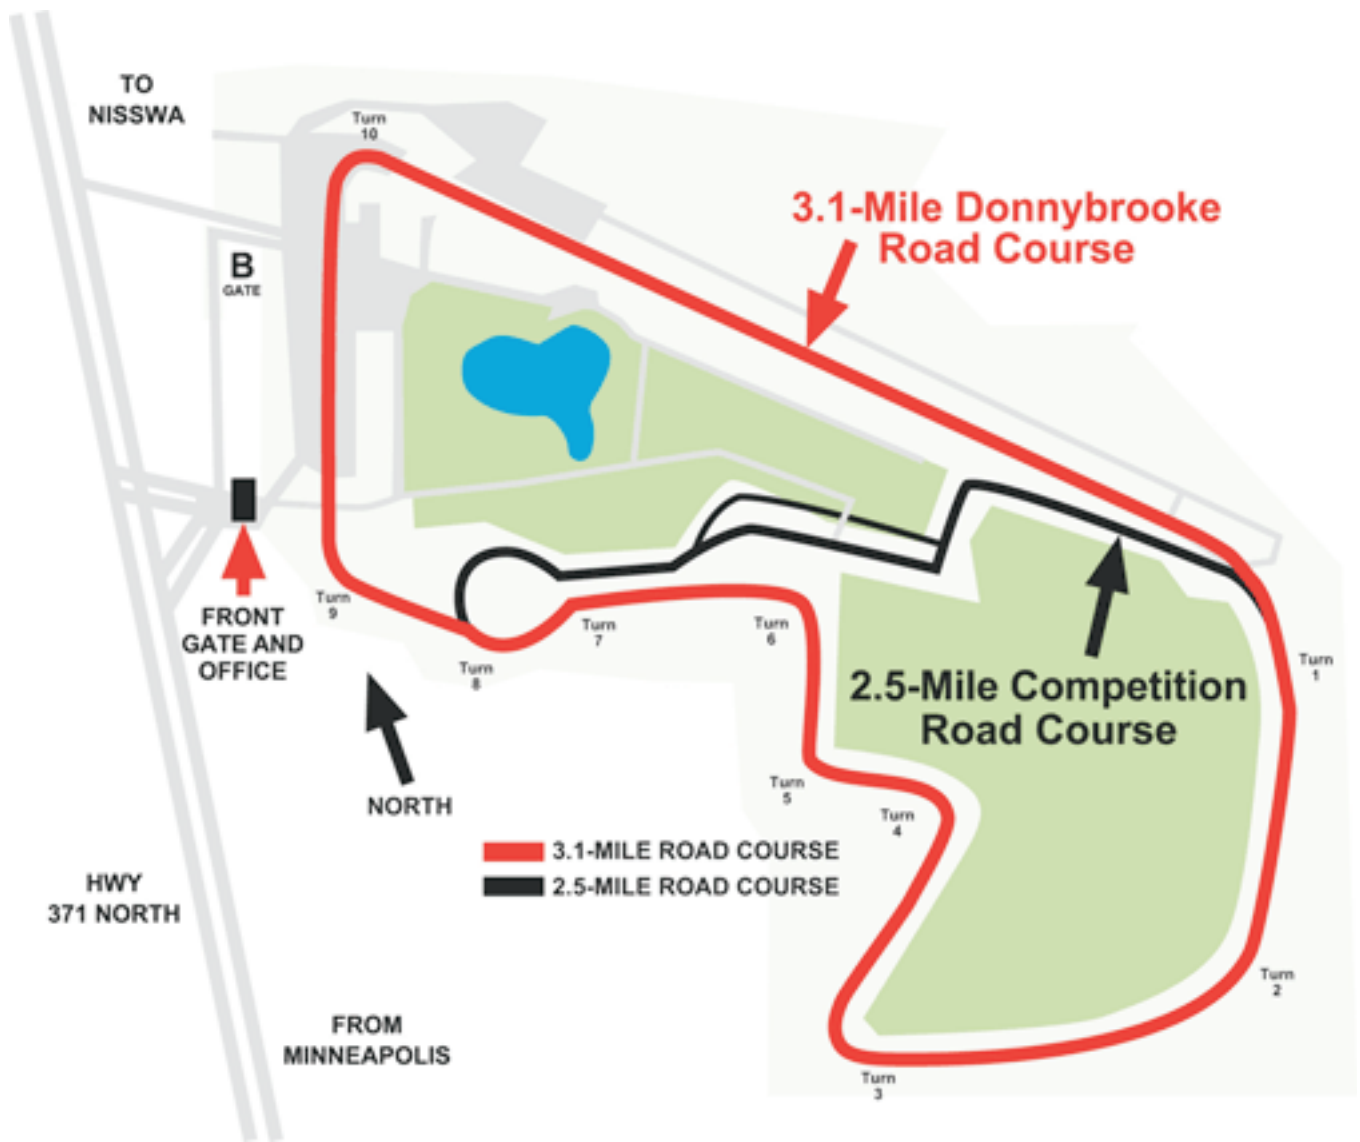 TO
NISSWA
Turn
10
3.1-Mile Donnybrooke
Road Course
B
GATE
Turn
9
FRONT
GATE AND
OFFICE
Turn
8
Turn
7
Turn
6
Turn
1
2.5-Mile Competition
Road Course
NORTH
Turn
5
Turn
4
3.1-MILE ROAD COURSE
2.5-MILE ROAD COURSE
HWY
371 NORTH
Turn
2
FROM
MINNEAPOLIS
Turn
3